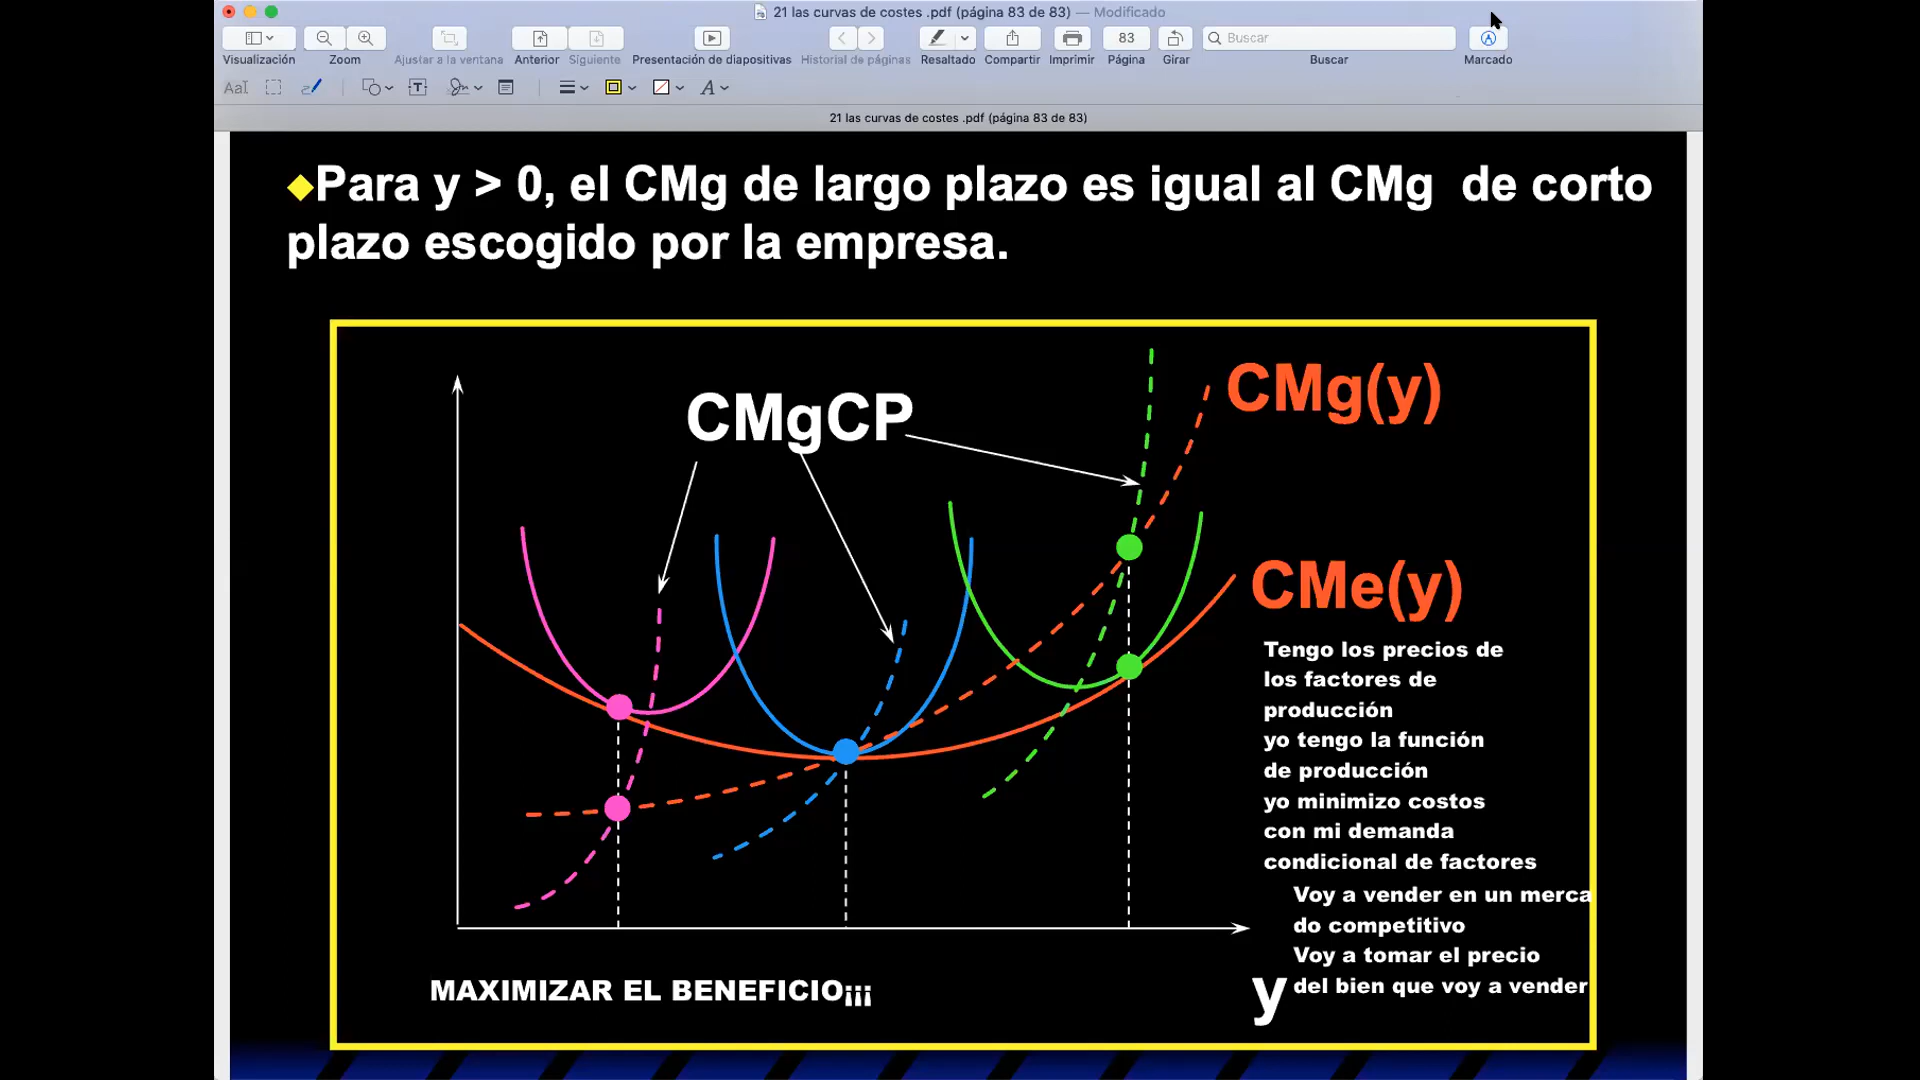 21 las curvas de costes .pdf (página 83 de 83) — Modificado
83
Buscar
Visualización
Zoom
Ajustar a la ventana
Anterior
Siguiente
Presentación de diapositivas
Historial de páginas
Resaltado
Compartir
Imprimir
Página
Girar
Buscar
Marcado
21 las curvas de costes .pdf (página 83 de 83)
Para y > 0, el CMg de largo plazo es igual al CMg de corto
plazo escogido por la empresa.
CMg(y)
CMgCP
CMe(y)
Tengo los precios de
los factores de
producción
yo tengo la función
de producción
yo minimizo costos
con mi demanda
condicional de factores
Voy a vender en un merca
do competitivo
Voy a tomar el precio
del bien que voy a vender
y
MAXIMIZAR EL BENEFICIO¡¡¡